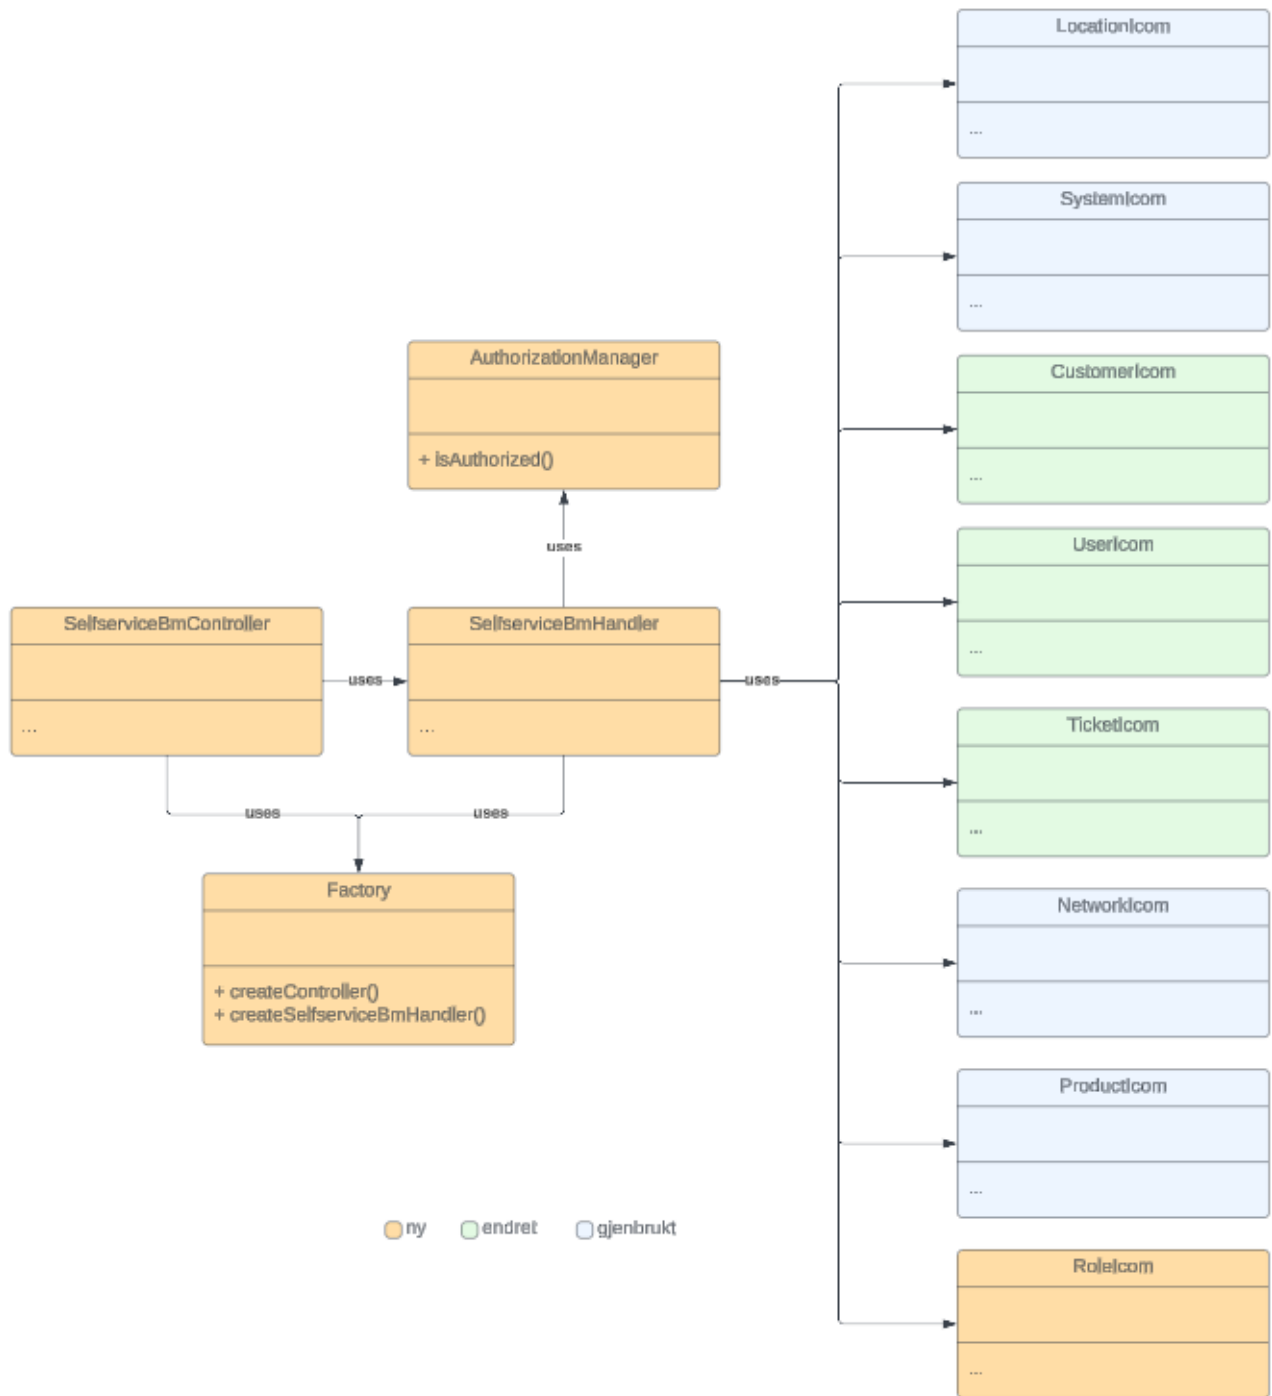 LocationIcom
...
SystemIcom
...
AuthorizationManager
+ isAuthorized()
CustomerIcom
...
uses
UserIcom
...
SelfserviceBmController
...
uses
SelfserviceBmHandler
...
uses
TicketIcom
...
uses
uses
Factory
+ createController()
+ createSelfserviceBmHandler()
NetworkIcom
...
ProductIcom
...
ny
endret
gjenbrukt
RoleIcom
...